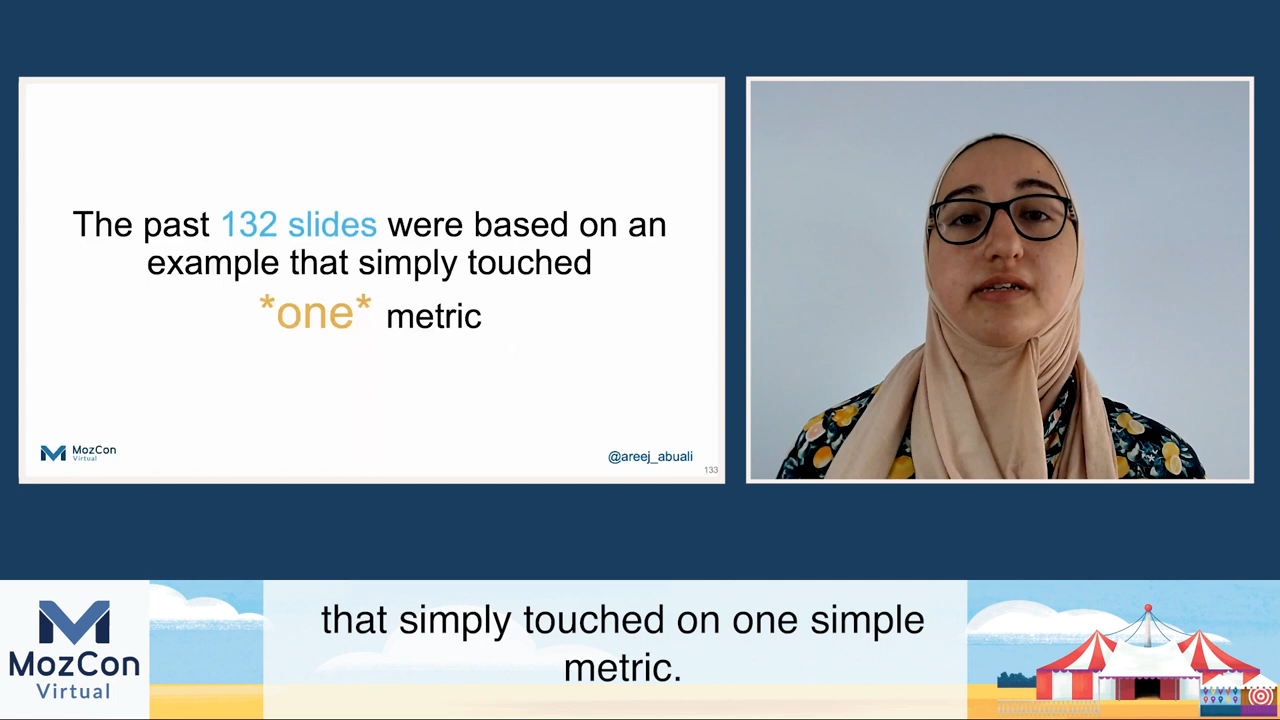 The past 132 slides were based on an
example that simply touched
*one* metric
MozCon
Virtual
@areej_abuali
133
MozCon
Virtual
that simply touched on one simple
metric.